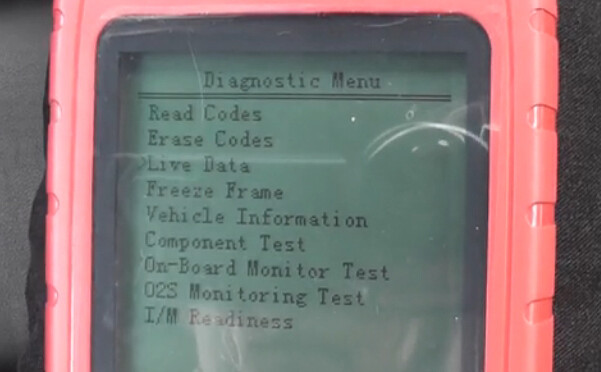 Diagnostic Menu
Read Codes
Erase Codes
>Live Data
Freeze Frame
Vehicle Information
Component Test
On-Board Monitor Test
O2S Monitoring Test
I/M Readiness